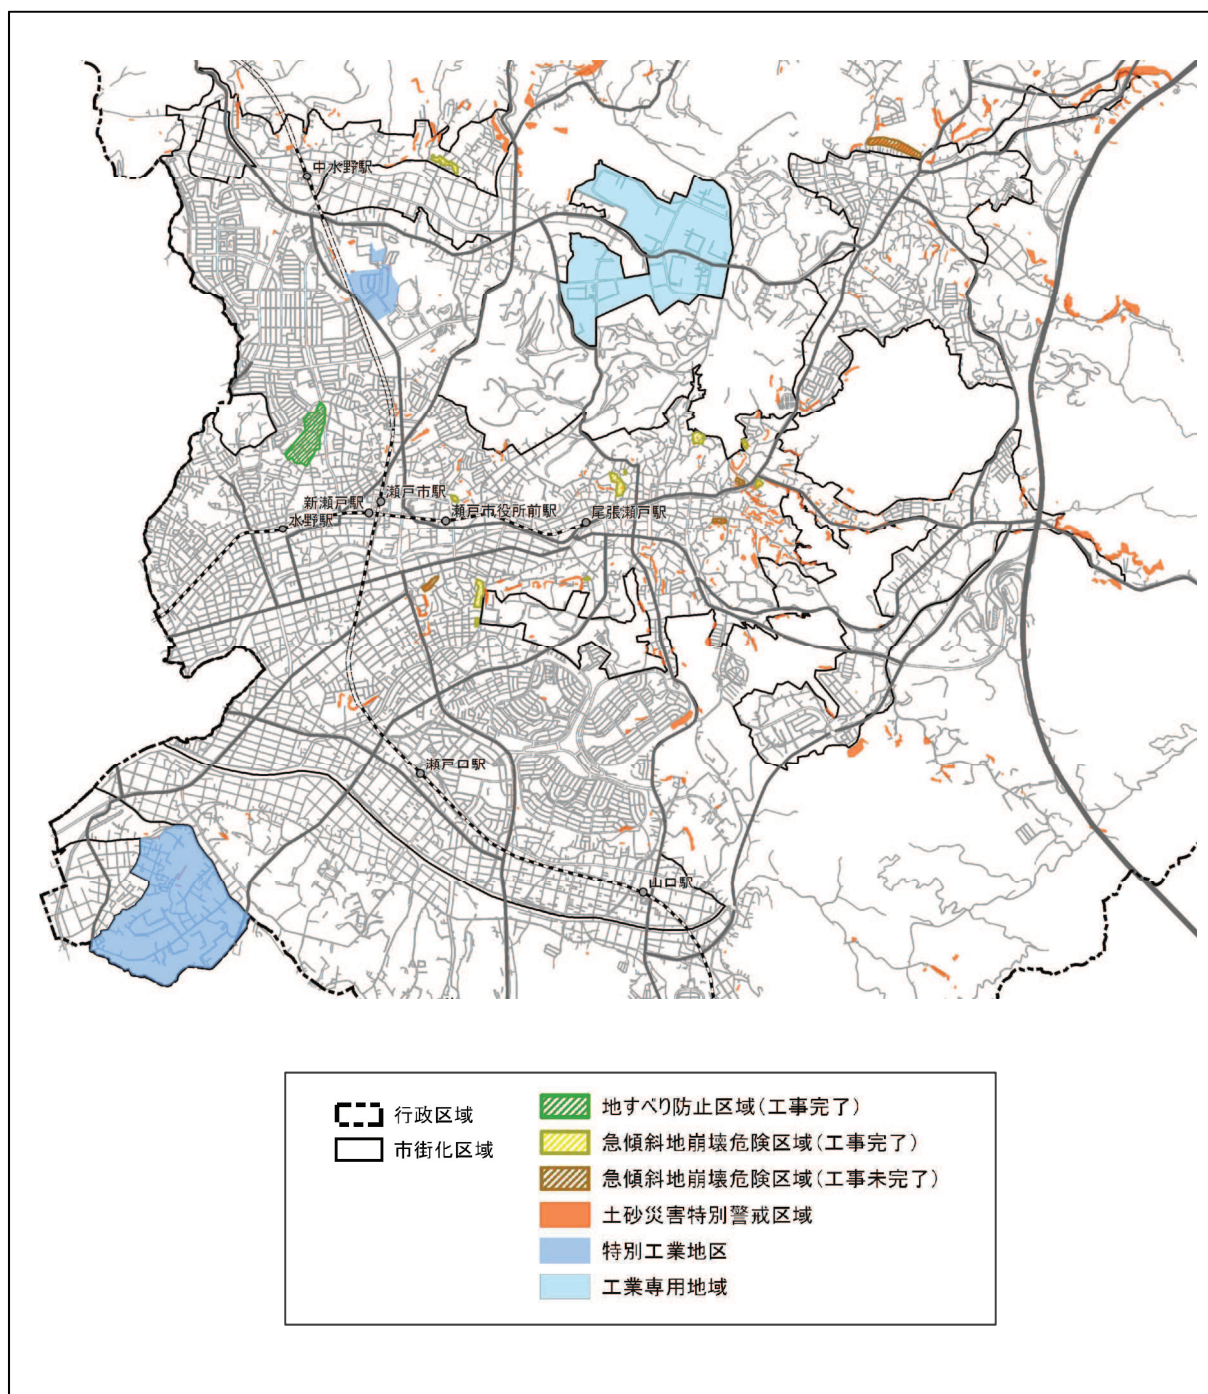 中水野駅
瀬戸市駅
新瀬戸駅
水野駅
瀬戸市役所前駅
尾張瀬戸駅
瀬戸口駅
山口駅
行政区域
市街化区域
地すべり防止区域（工事完了）
急傾斜地崩壊危険区域（工事完了）
急傾斜地崩壊危険区域（工事未完了）
土砂災害特別警戒区域
特別工業地区
工業専用地域